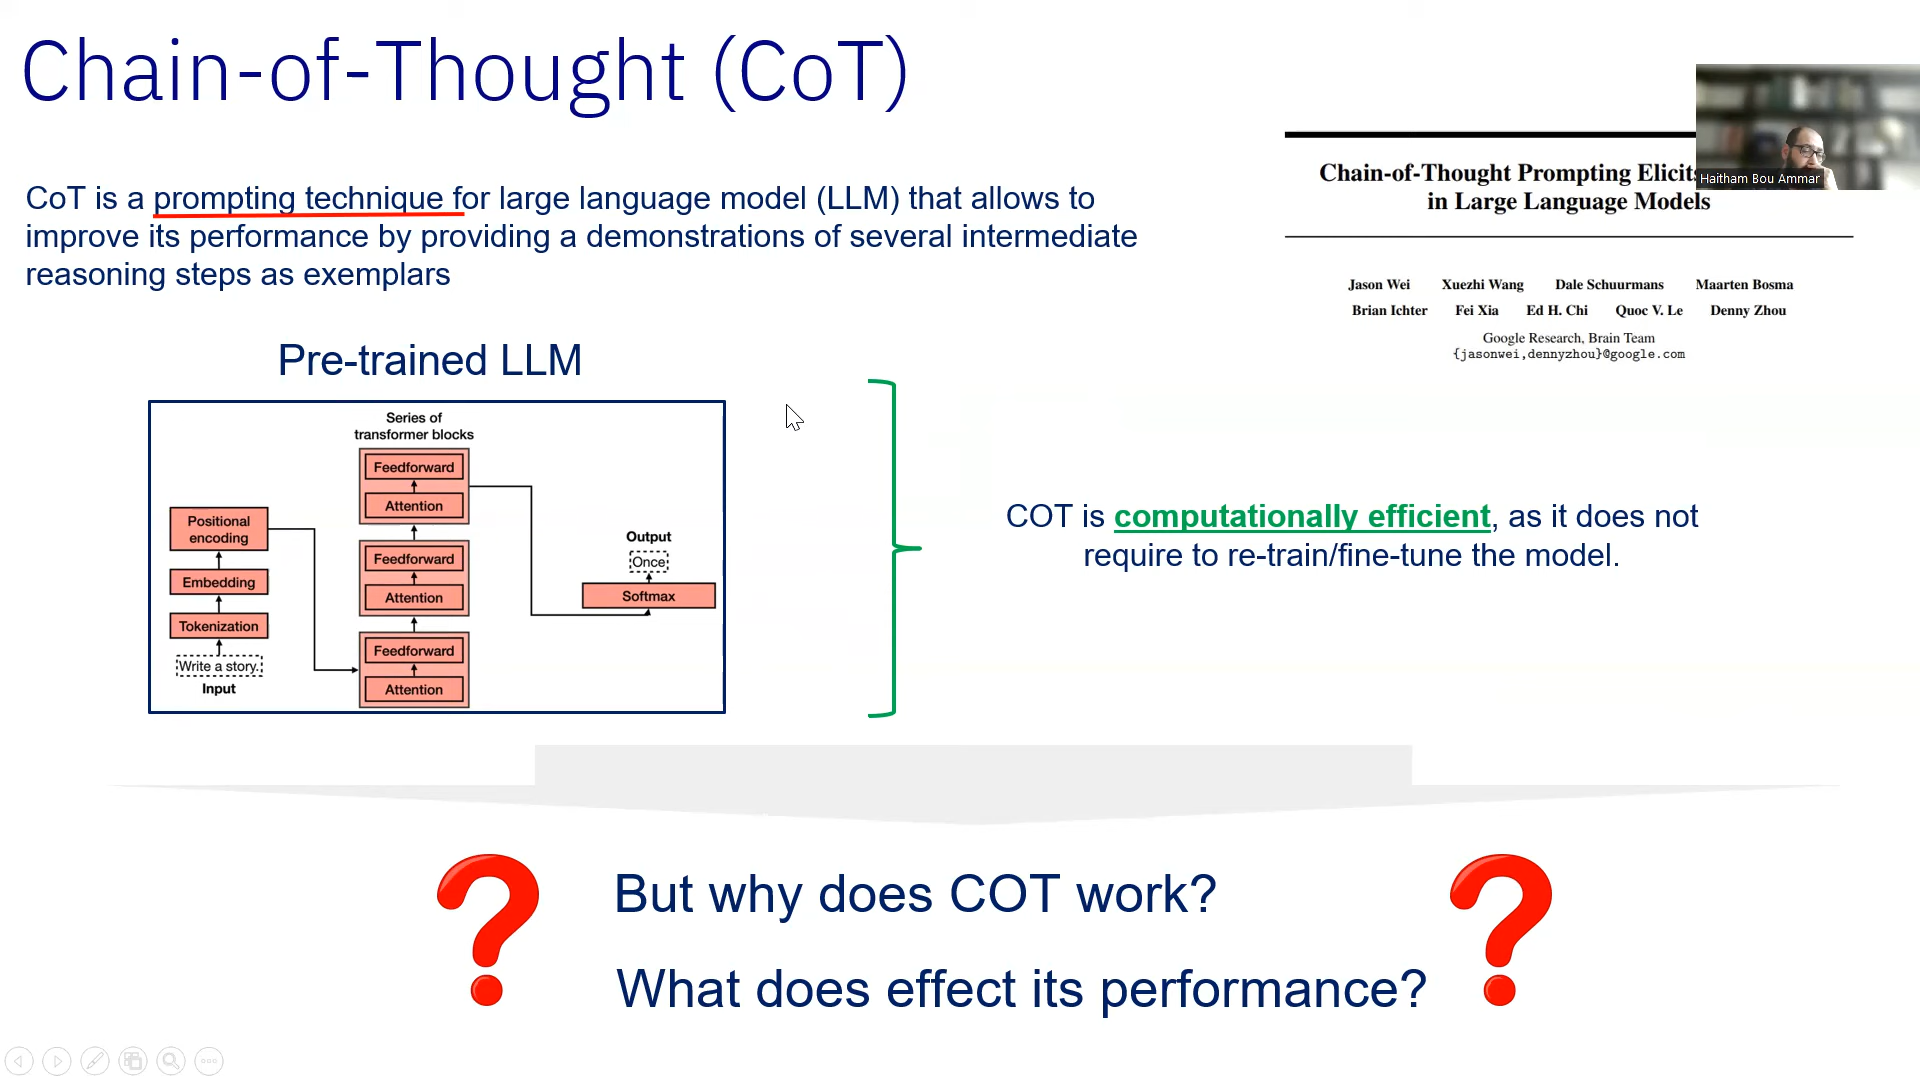 Chain-of-Thought (CoT)
CoT is a prompting technique for large language model (LLM) that allows to
improve its performance by providing a demonstrations of several intermediate
reasoning steps as exemplars
Chain-of-Thought Prompting Elicits
in Large Language Models
Haitham Bou Ammar
Jason Wei Xuezhi Wang Dale Schuurmans Maarten Bosma
Brian Ichter Fei Xia Ed H. Chi Quoc V. Le Denny Zhou
Google Research, Brain Team
{jasonwei,dennyzhou}@google.com
Pre-trained LLM
Series of
transformer blocks
Feedforward
Attention
Feedforward
Attention
Feedforward
Attention
Positional
encoding
Embedding
Tokenization
Write a story.
Input
Output
Once
Softmax
COT is computationally efficient, as it does not
require to re-train/fine-tune the model.
But why does COT work?
What does effect its performance?